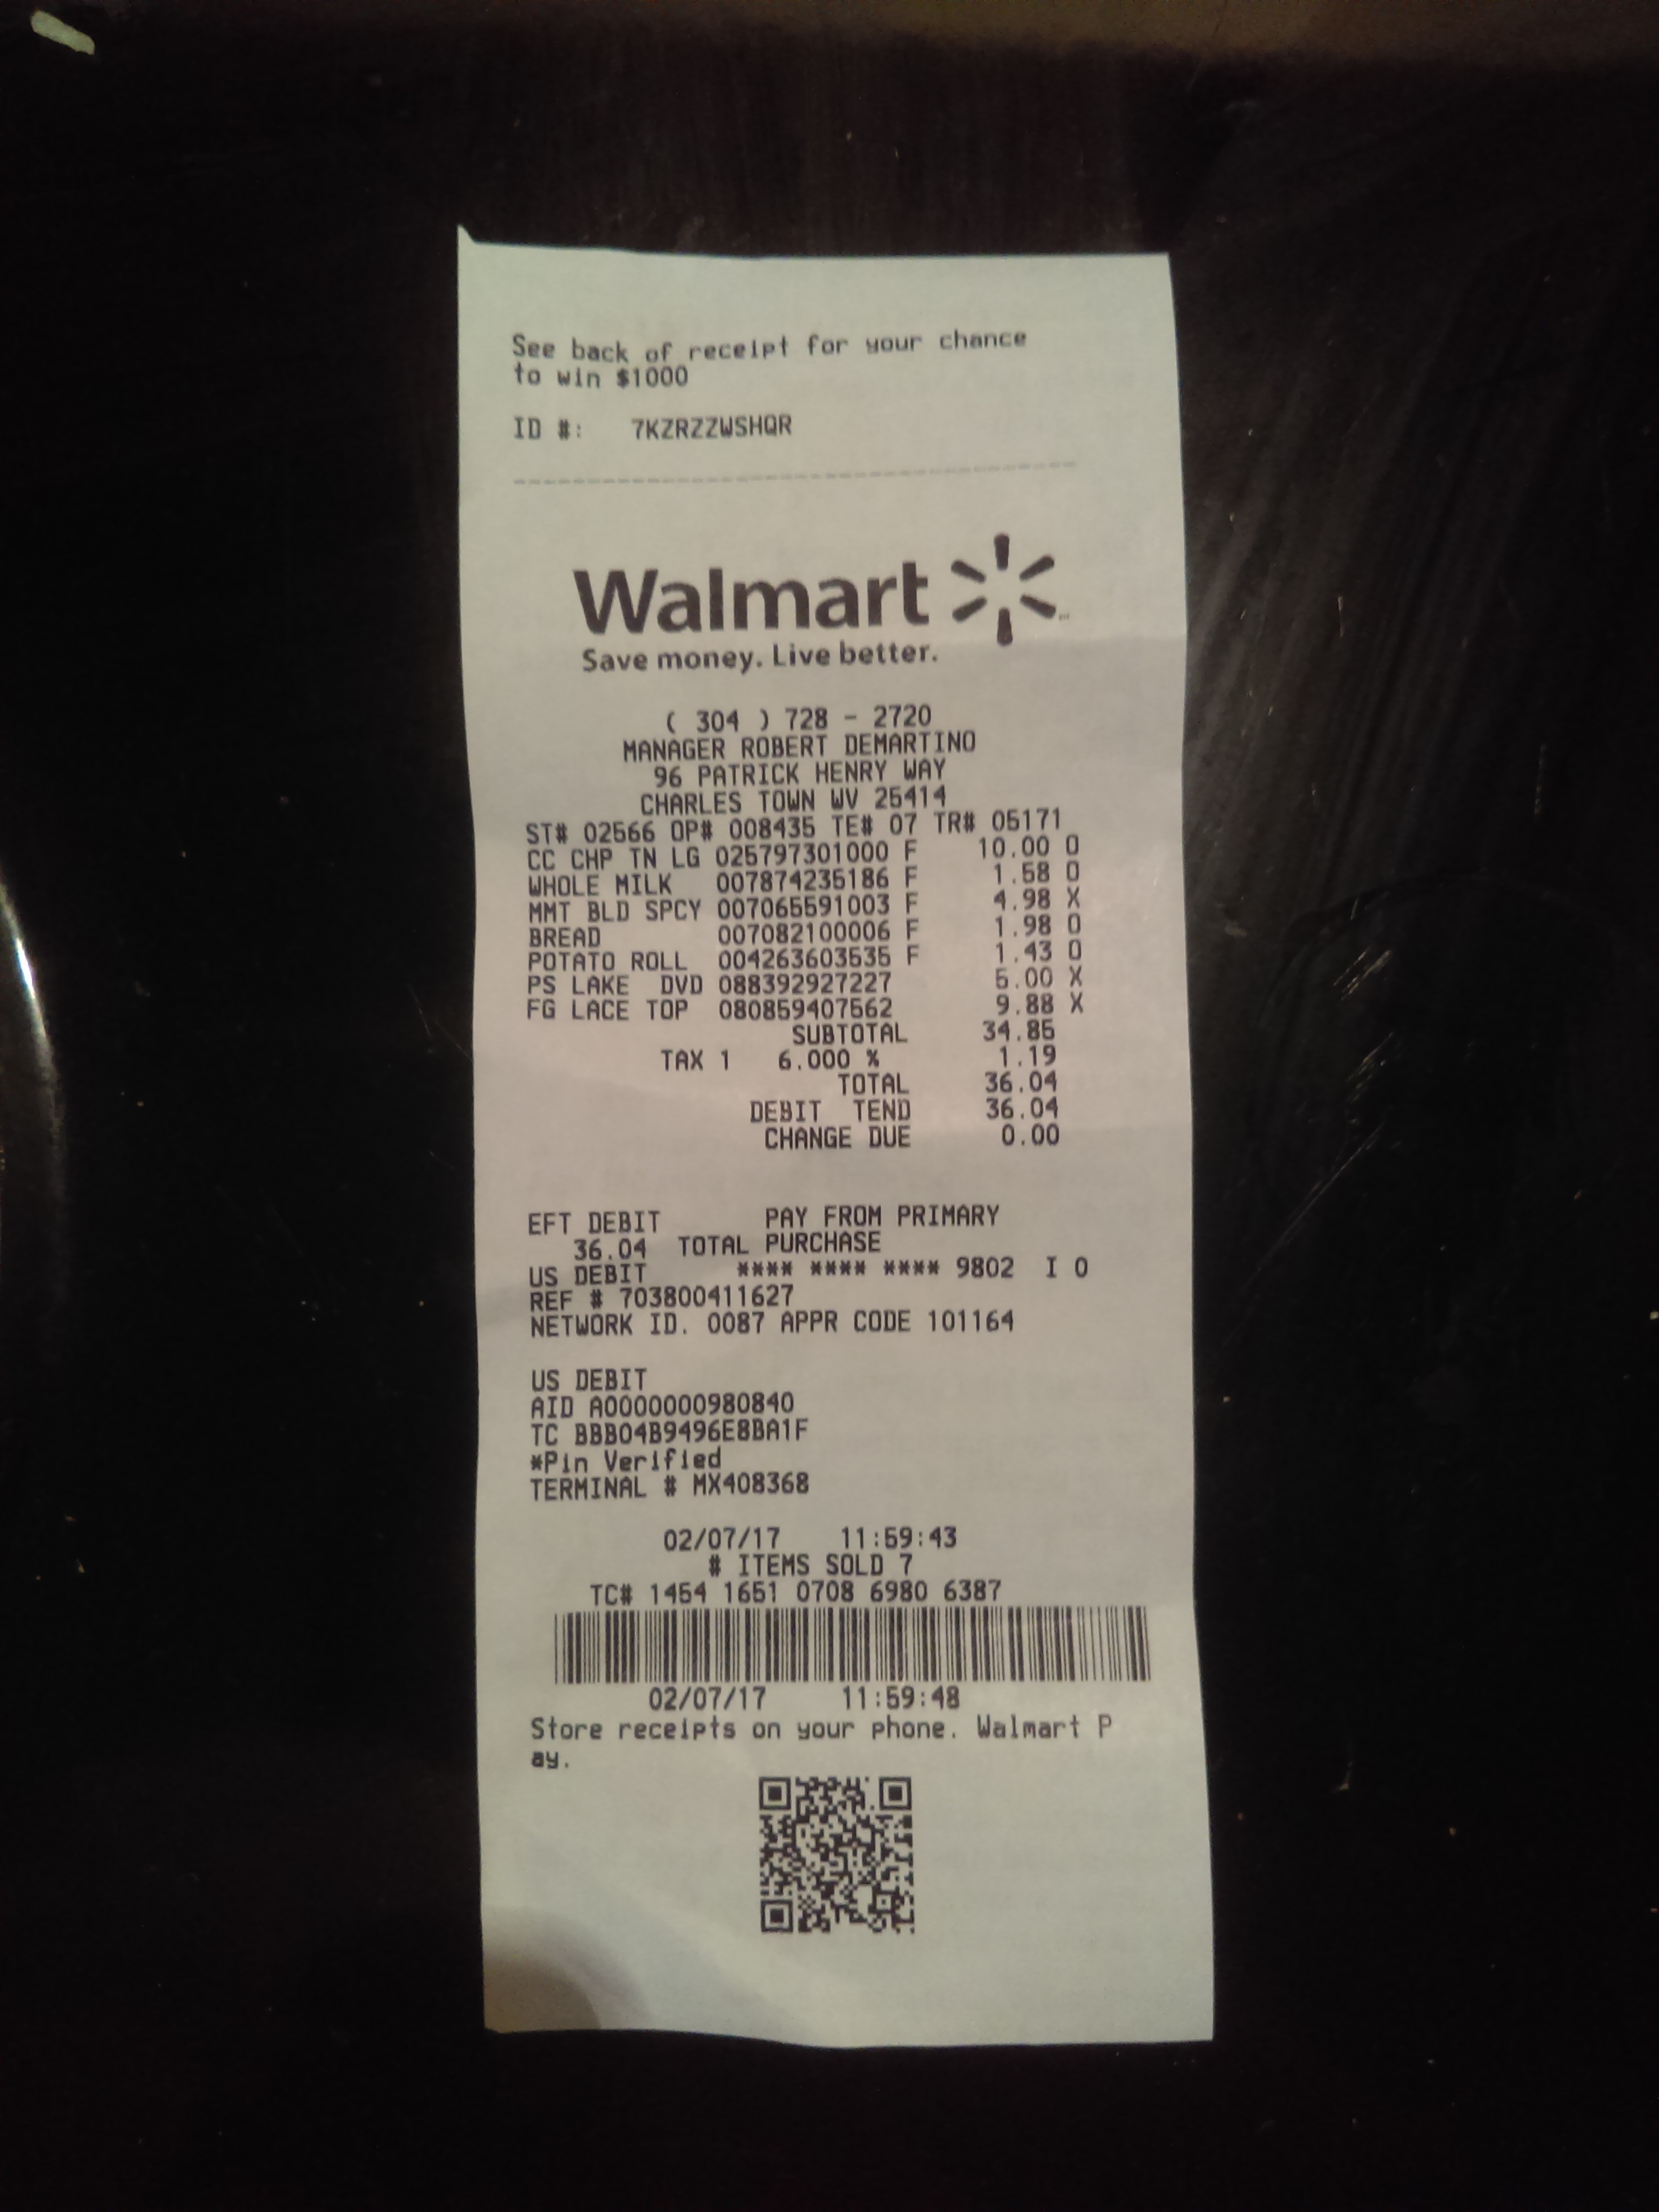 See back of receipt for your chance
to win $1000
ID #: 7KZRZZWSHQR
Walmart
Save money. Live better.
( 304 ) 728 - 2720
MANAGER ROBERT DEMARTINO
96 PATRICK HENRY WAY
CHARLES TOWN WV 25414
ST# 02566 OP# 008435 TE# 07 TR# 05171
CC CHP TN LG 025797301000 F 10.00 O
WHOLE MILK 007874235186 F 1.58 O
MMT BLD SPCY 007065591003 F 4.98 X
BREAD 007082100006 F 1.98 O
POTATO ROLL 004263603535 F 1.43 O
PS LAKE DVD 088392927227 5.00 X
FG LACE TOP 080859407562 9.88 X
SUBTOTAL 34.85
TAX 1 6.000 % 1.19
TOTAL 36.04
DEBIT TEND 36.04
CHANGE DUE 0.00
EFT DEBIT PAY FROM PRIMARY
36.04 TOTAL PURCHASE
US DEBIT **** **** **** 9802 I 0
REF # 703800411627
NETWORK ID. 0087 APPR CODE 101164
US DEBIT
AID A0000000980840
TC BBB04B9496E8BA1F
*Pin Verified
TERMINAL # MX408368
02/07/17 11:59:43
# ITEMS SOLD 7
TC# 1454 1651 0708 6980 6387
02/07/17 11:59:48
Store receipts on your phone. Walmart P
ay.